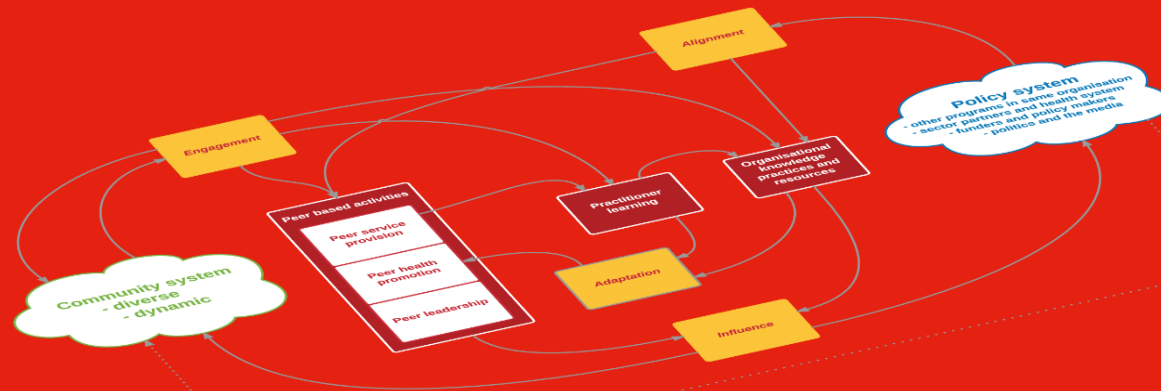 Alignment
Policy system
- other programs in same organisation
- sector partners and health system
- funders and policy makers
- politics and the media
Engagement
Organisational
knowledge
practices and
resources
Peer based activities
Practitioner
learning
Peer service
provision
Peer health
promotion
Peer leadership
Adaptation
Community system
- diverse
- dynamic
Influence